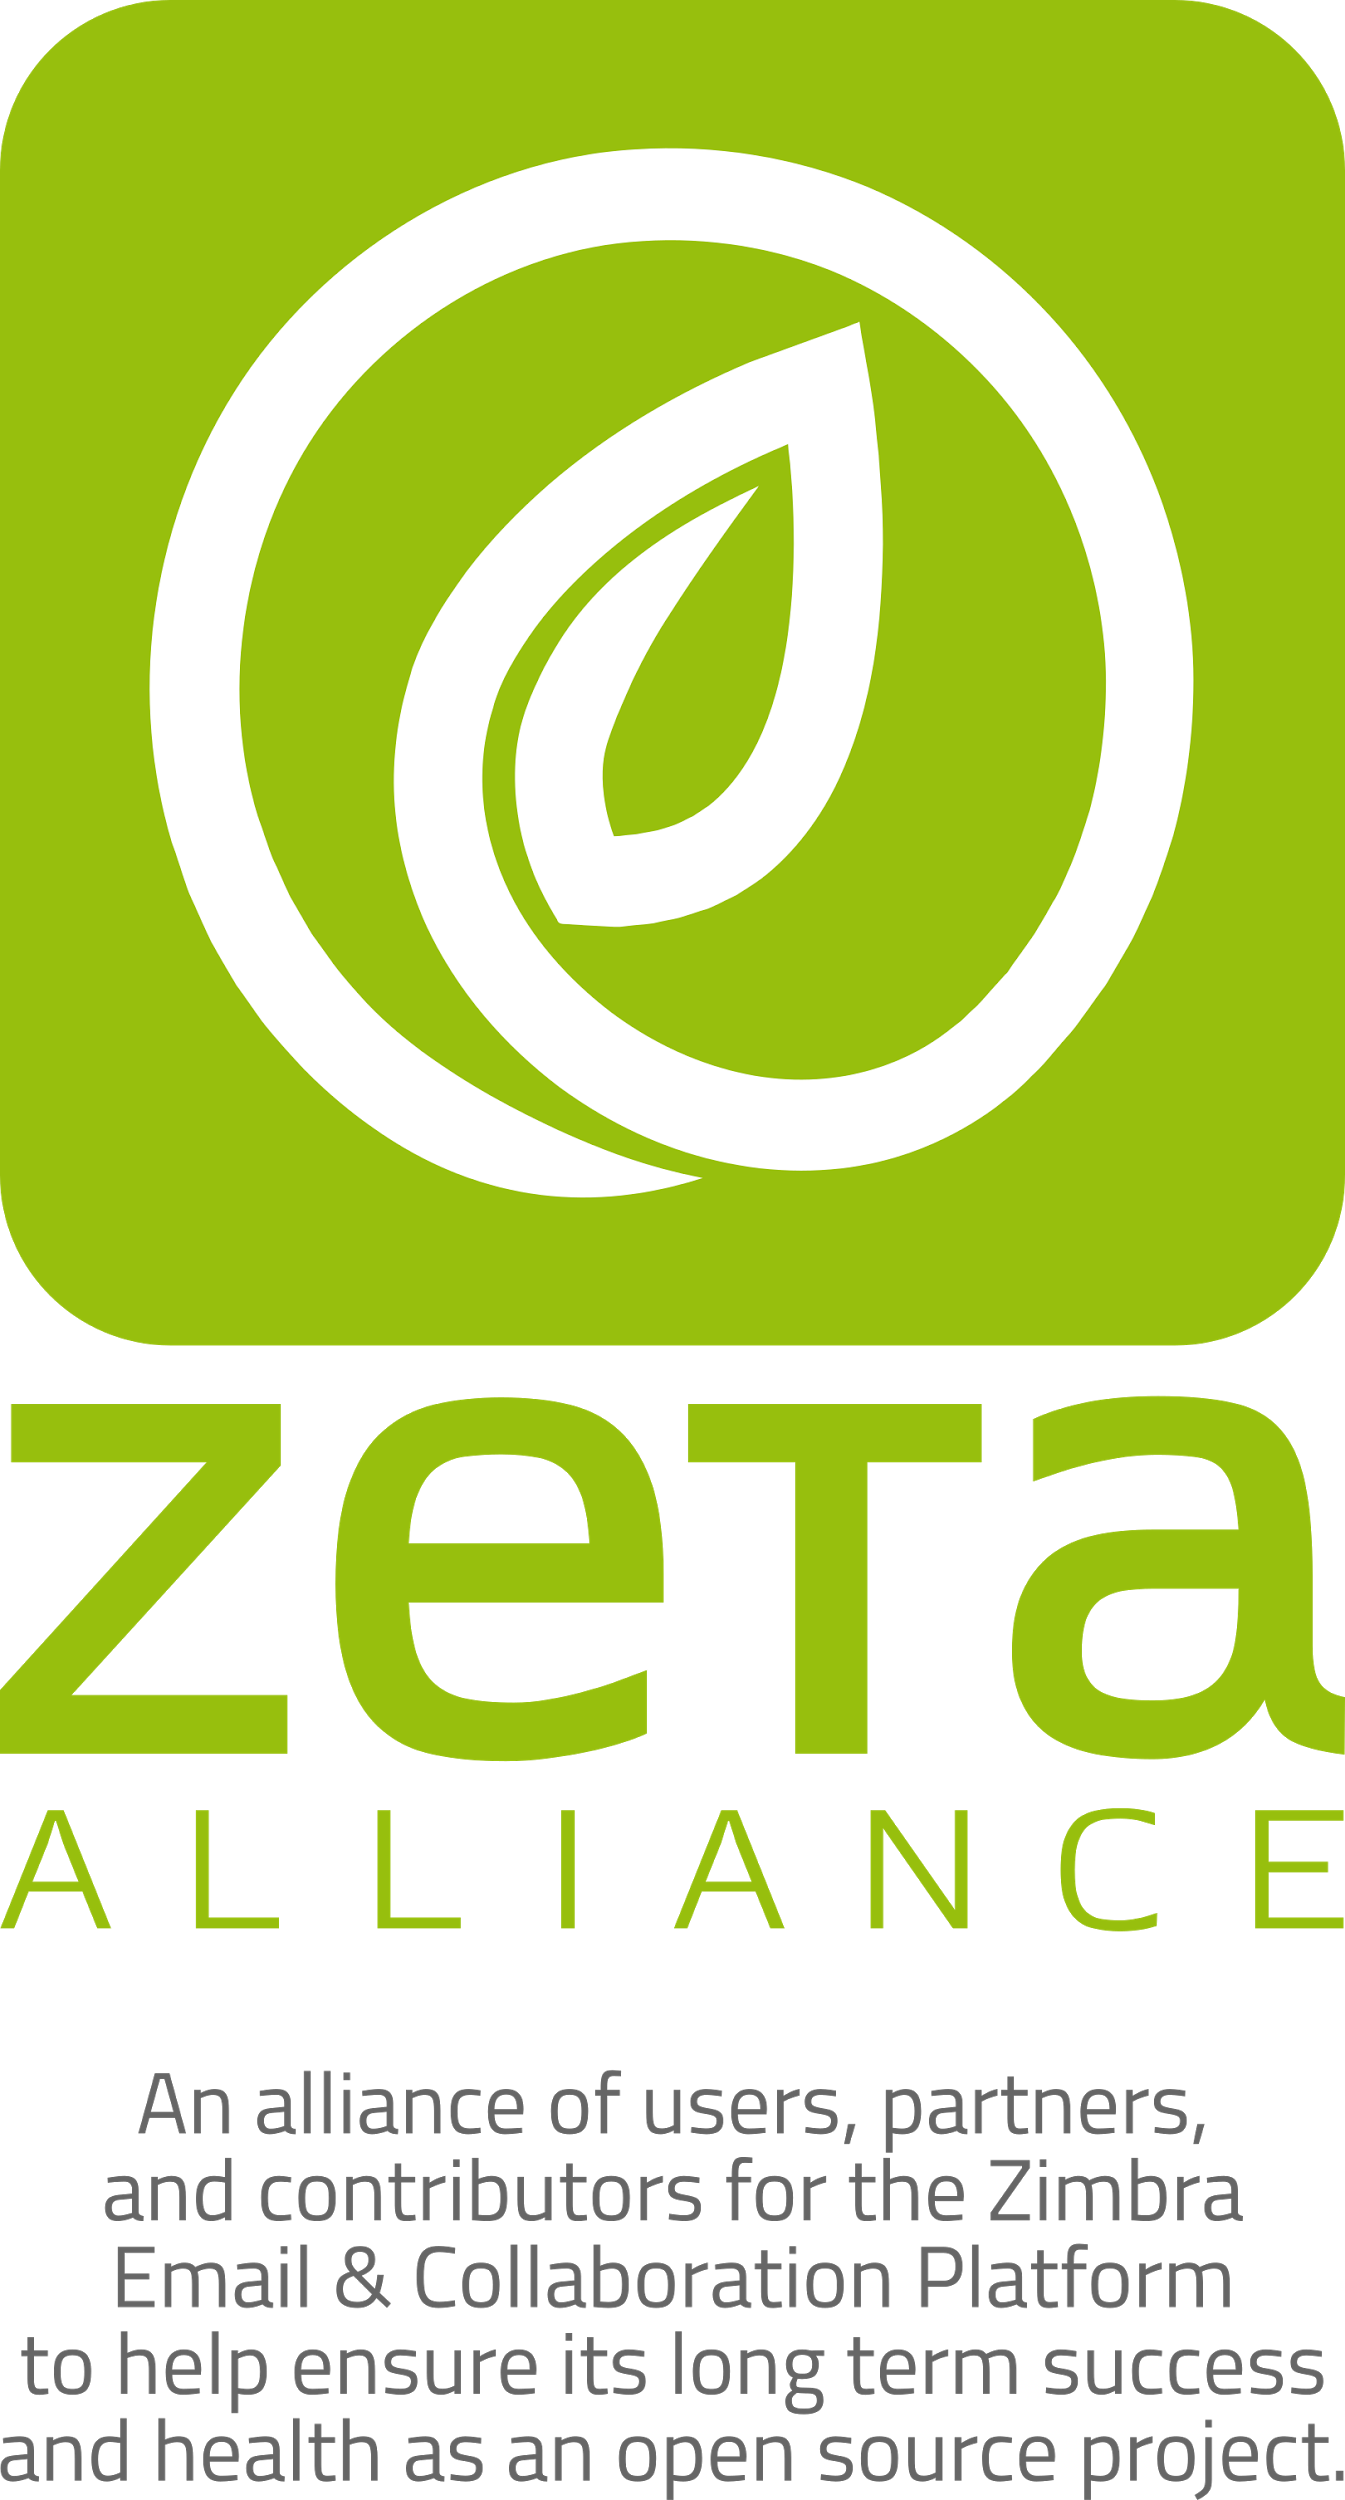 zeTa
ALLIANCE
An alliance of users, partners,
and contributors for the Zimbra
Email & Collaboration Platform
to help ensure its long term success
and health as an open source project.